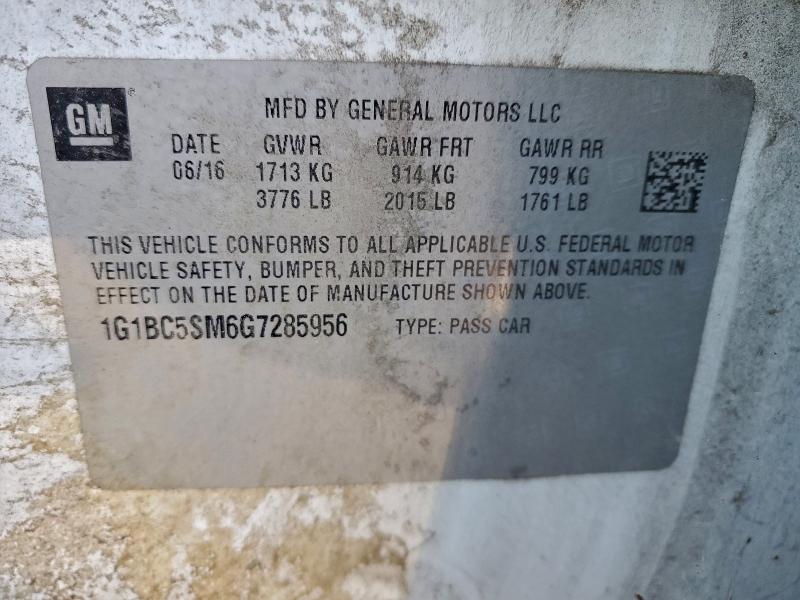 GM
MFD BY GENERAL MOTORS LLC
DATE GVWR GAWR FRT GAWR RR
06/16 1713 KG 914 KG 799 KG
3776 LB 2015 LB 1761 LB
THIS VEHICLE CONFORMS TO ALL APPLICABLE U.S. FEDERAL MOTOR
VEHICLE SAFETY, BUMPER, AND THEFT PREVENTION STANDARDS IN
EFFECT ON THE DATE OF MANUFACTURE SHOWN ABOVE.
1G1BC5SM6G7285956 TYPE: PASS CAR